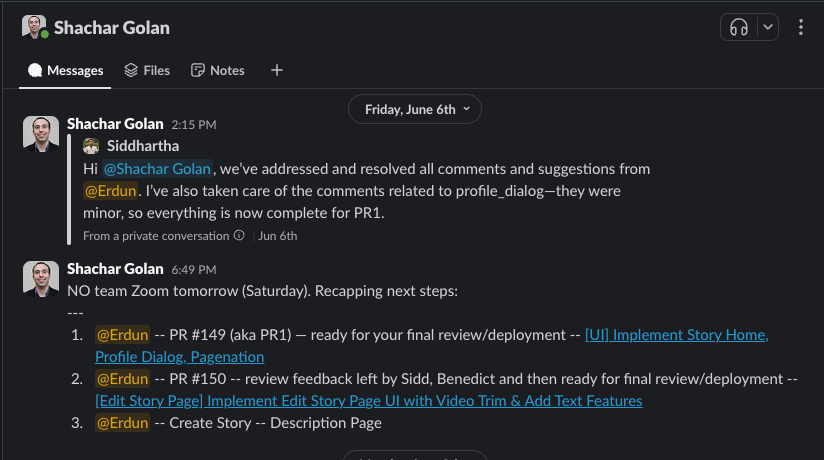 Shachar Golan
Messages Files Notes
Friday, June 6th
Shachar Golan 2:15 PM
Siddhartha
Hi @Shachar Golan, we’ve addressed and resolved all comments and suggestions from
@Erdun. I’ve also taken care of the comments related to profile_dialog—they were
minor, so everything is now complete for PR1.
From a private conversation Jun 6th
Shachar Golan 6:49 PM
NO team Zoom tomorrow (Saturday). Recapping next steps:
---
1. @Erdun -- PR #149 (aka PR1) — ready for your final review/deployment -- [UI] Implement Story Home,
Profile Dialog, Pagenation
2. @Erdun -- PR #150 -- review feedback left by Sidd, Benedict and then ready for final review/deployment --
[Edit Story Page] Implement Edit Story Page UI with Video Trim & Add Text Features
3. @Erdun -- Create Story -- Description Page